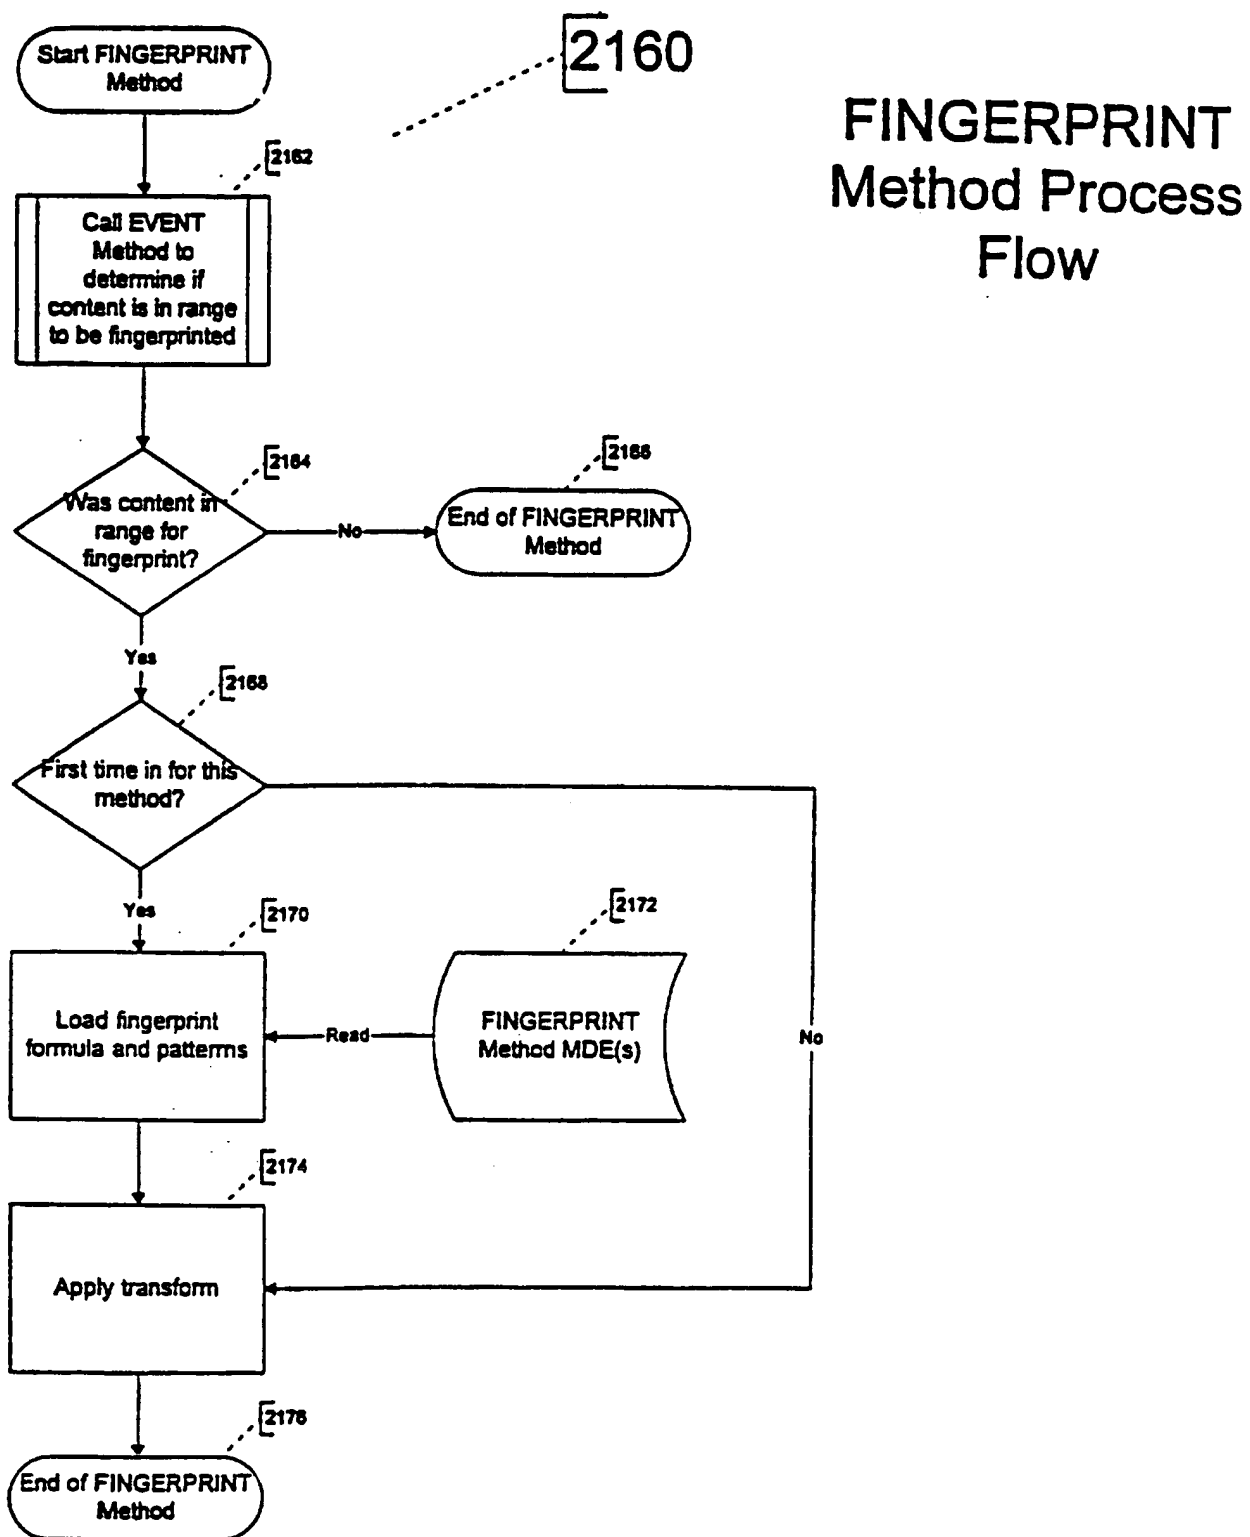 Start FINGERPRINT
Method
2160
FINGERPRINT
Method Process
Flow
2162
Call EVENT
Method to
determine if
content is in range
to be fingerprinted
2164
Was content in
range for
fingerprint?
No
2166
End of FINGERPRINT
Method
Yes
2168
First time in for this
method?
Yes
2170
Load fingerprint
formula and patterns
Read
2172
FINGERPRINT
Method MDE(s)
No
2174
Apply transform
2176
End of FINGERPRINT
Method